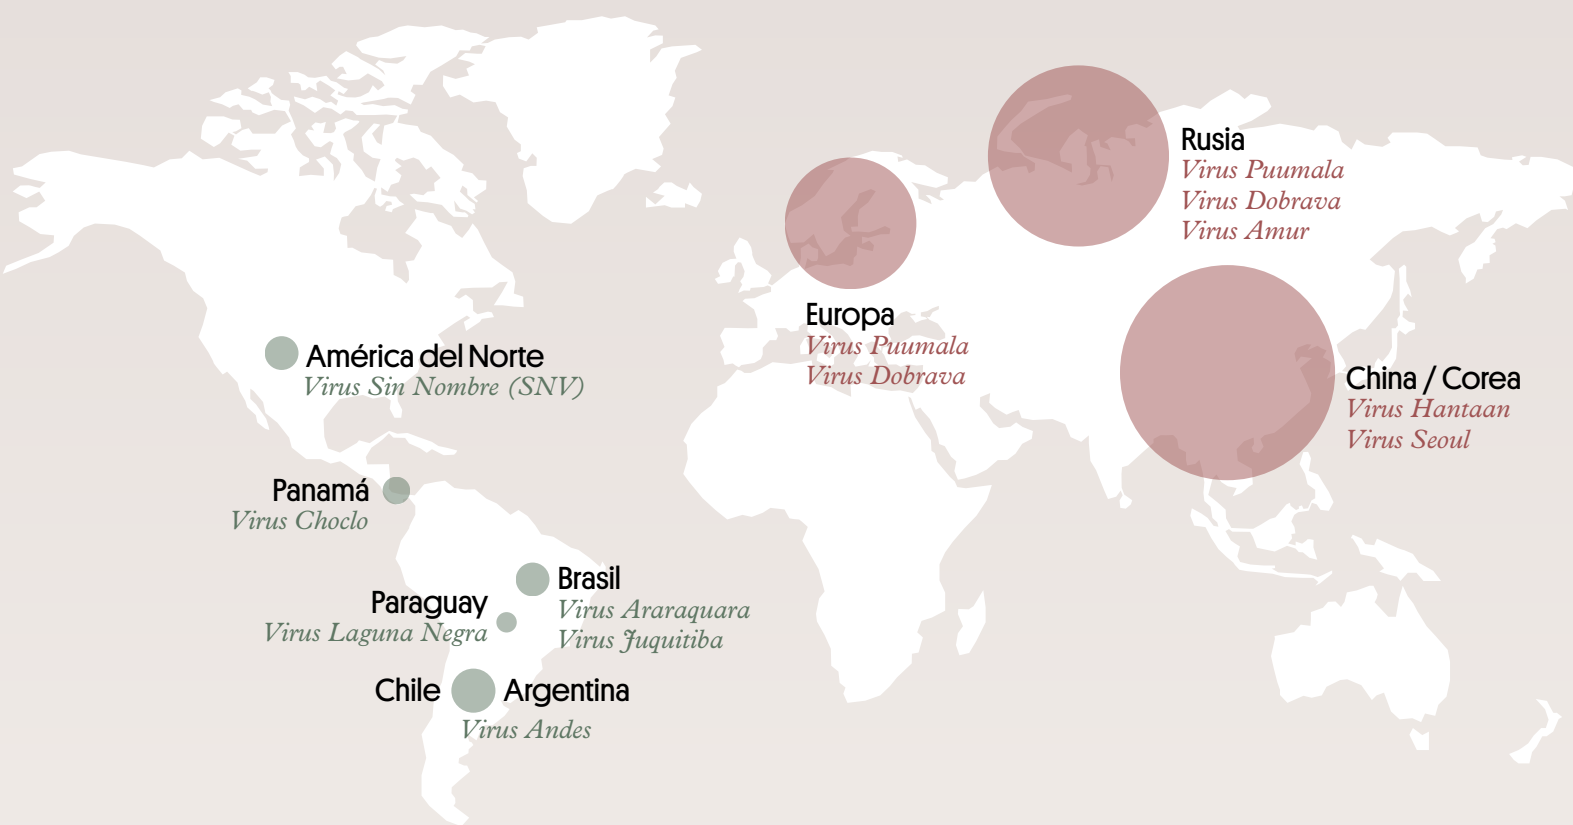 Rusia
Virus Puumala
Virus Dobrava
Virus Amur
Europa
Virus Puumala
Virus Dobrava
China / Corea
Virus Hantaan
Virus Seoul
América del Norte
Virus Sin Nombre (SNV)
Panamá
Virus Choclo
Brasil
Virus Araraquara
Virus Juquitiba
Paraguay
Virus Laguna Negra
Chile
Argentina
Virus Andes